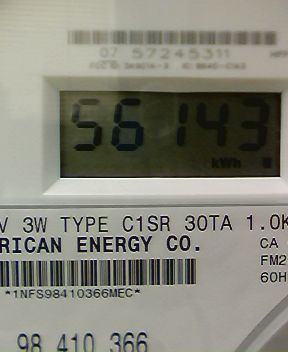 07 57245311
56143
kWh
V 3W TYPE C1SR 30TA 1.0K
RICAN ENERGY CO.
CA
FM2
60H
*1NFS98410366MEC*
98 410 366